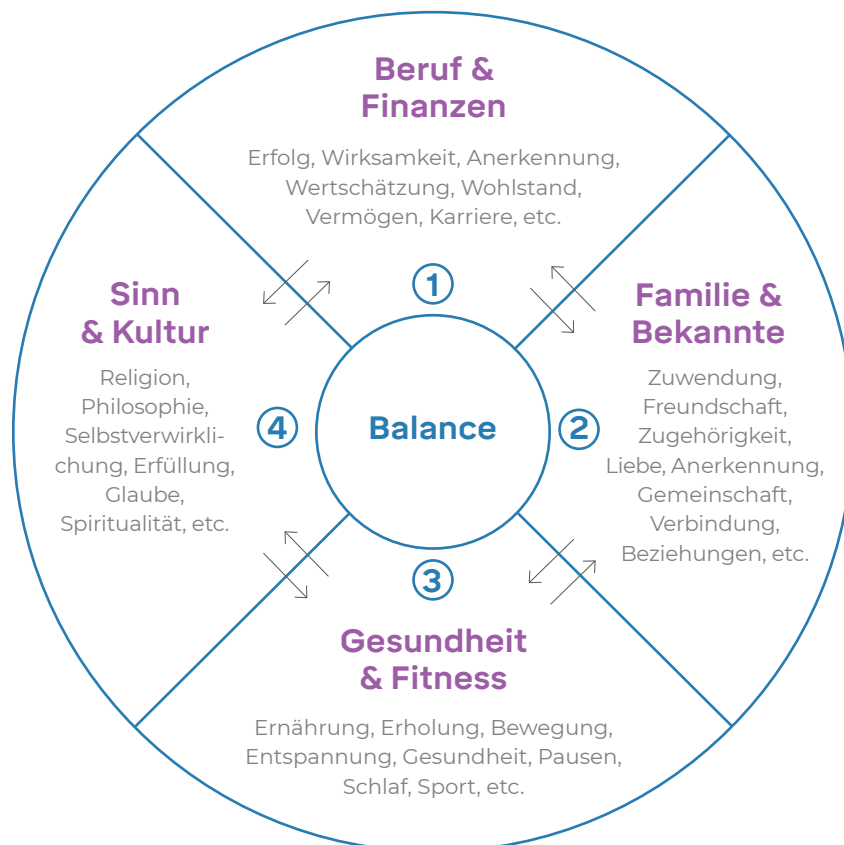 Beruf &
Finanzen
Erfolg, Wirksamkeit, Anerkennung,
Wertschätzung, Wohlstand,
Vermögen, Karriere, etc.
1
Familie &
Bekannte
Zuwendung,
Freundschaft,
Zugehörigkeit,
Liebe, Anerkennung,
Gemeinschaft,
Verbindung,
Beziehungen, etc.
2
3
Gesundheit
& Fitness
Ernährung, Erholung, Bewegung,
Entspannung, Gesundheit, Pausen,
Schlaf, Sport, etc.
Sinn
& Kultur
Religion,
Philosophie,
Selbstverwirkli-
chung, Erfüllung,
Glaube,
Spiritualität, etc.
4
Balance